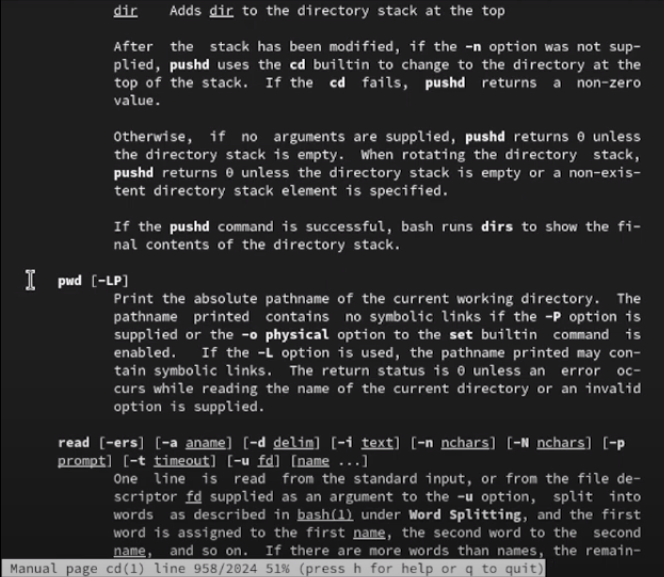 dir    Adds dir to the directory stack at the top
After the stack has been modified, if the -n option was not sup-
plied, pushd uses the cd builtin to change to the directory at the
top of the stack.  If the cd fails, pushd returns a non-zero
value.
Otherwise, if no arguments are supplied, pushd returns 0 unless
the directory stack is empty.  When rotating the directory stack,
pushd returns 0 unless the directory stack is empty or a non-exis-
tent directory stack element is specified.
If the pushd command is successful, bash runs dirs to show the fi-
nal contents of the directory stack.
pwd [-LP]
Print the absolute pathname of the current working directory.  The
pathname printed contains no symbolic links if the -P option is
supplied or the -o physical option to the set builtin command is
enabled.  If the -L option is used, the pathname printed may con-
tain symbolic links.  The return status is 0 unless an error oc-
curs while reading the name of the current directory or an invalid
option is supplied.
read [-ers] [-a aname] [-d delim] [-i text] [-n nchars] [-N nchars] [-p
prompt] [-t timeout] [-u fd] [name ...]
One line is read from the standard input, or from the file de-
scriptor fd supplied as an argument to the -u option, split into
words as described in bash(1) under Word Splitting, and the first
word is assigned to the first name, the second word to the second
name, and so on.  If there are more words than names, the remain-
Manual page cd(1) line 958/2024 51% (press h for help or q to quit)